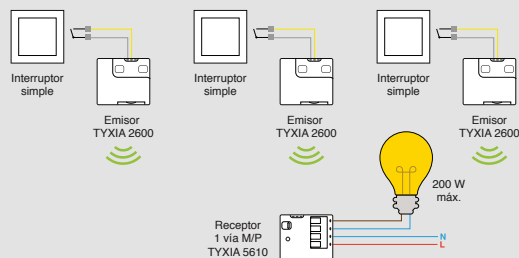 Interruptor
simple
Emisor
TYXIA 2600
Interruptor
simple
Emisor
TYXIA 2600
Interruptor
simple
Emisor
TYXIA 2600
200 W
máx.
Receptor
1 vía M/P
TYXIA 5610
N
L